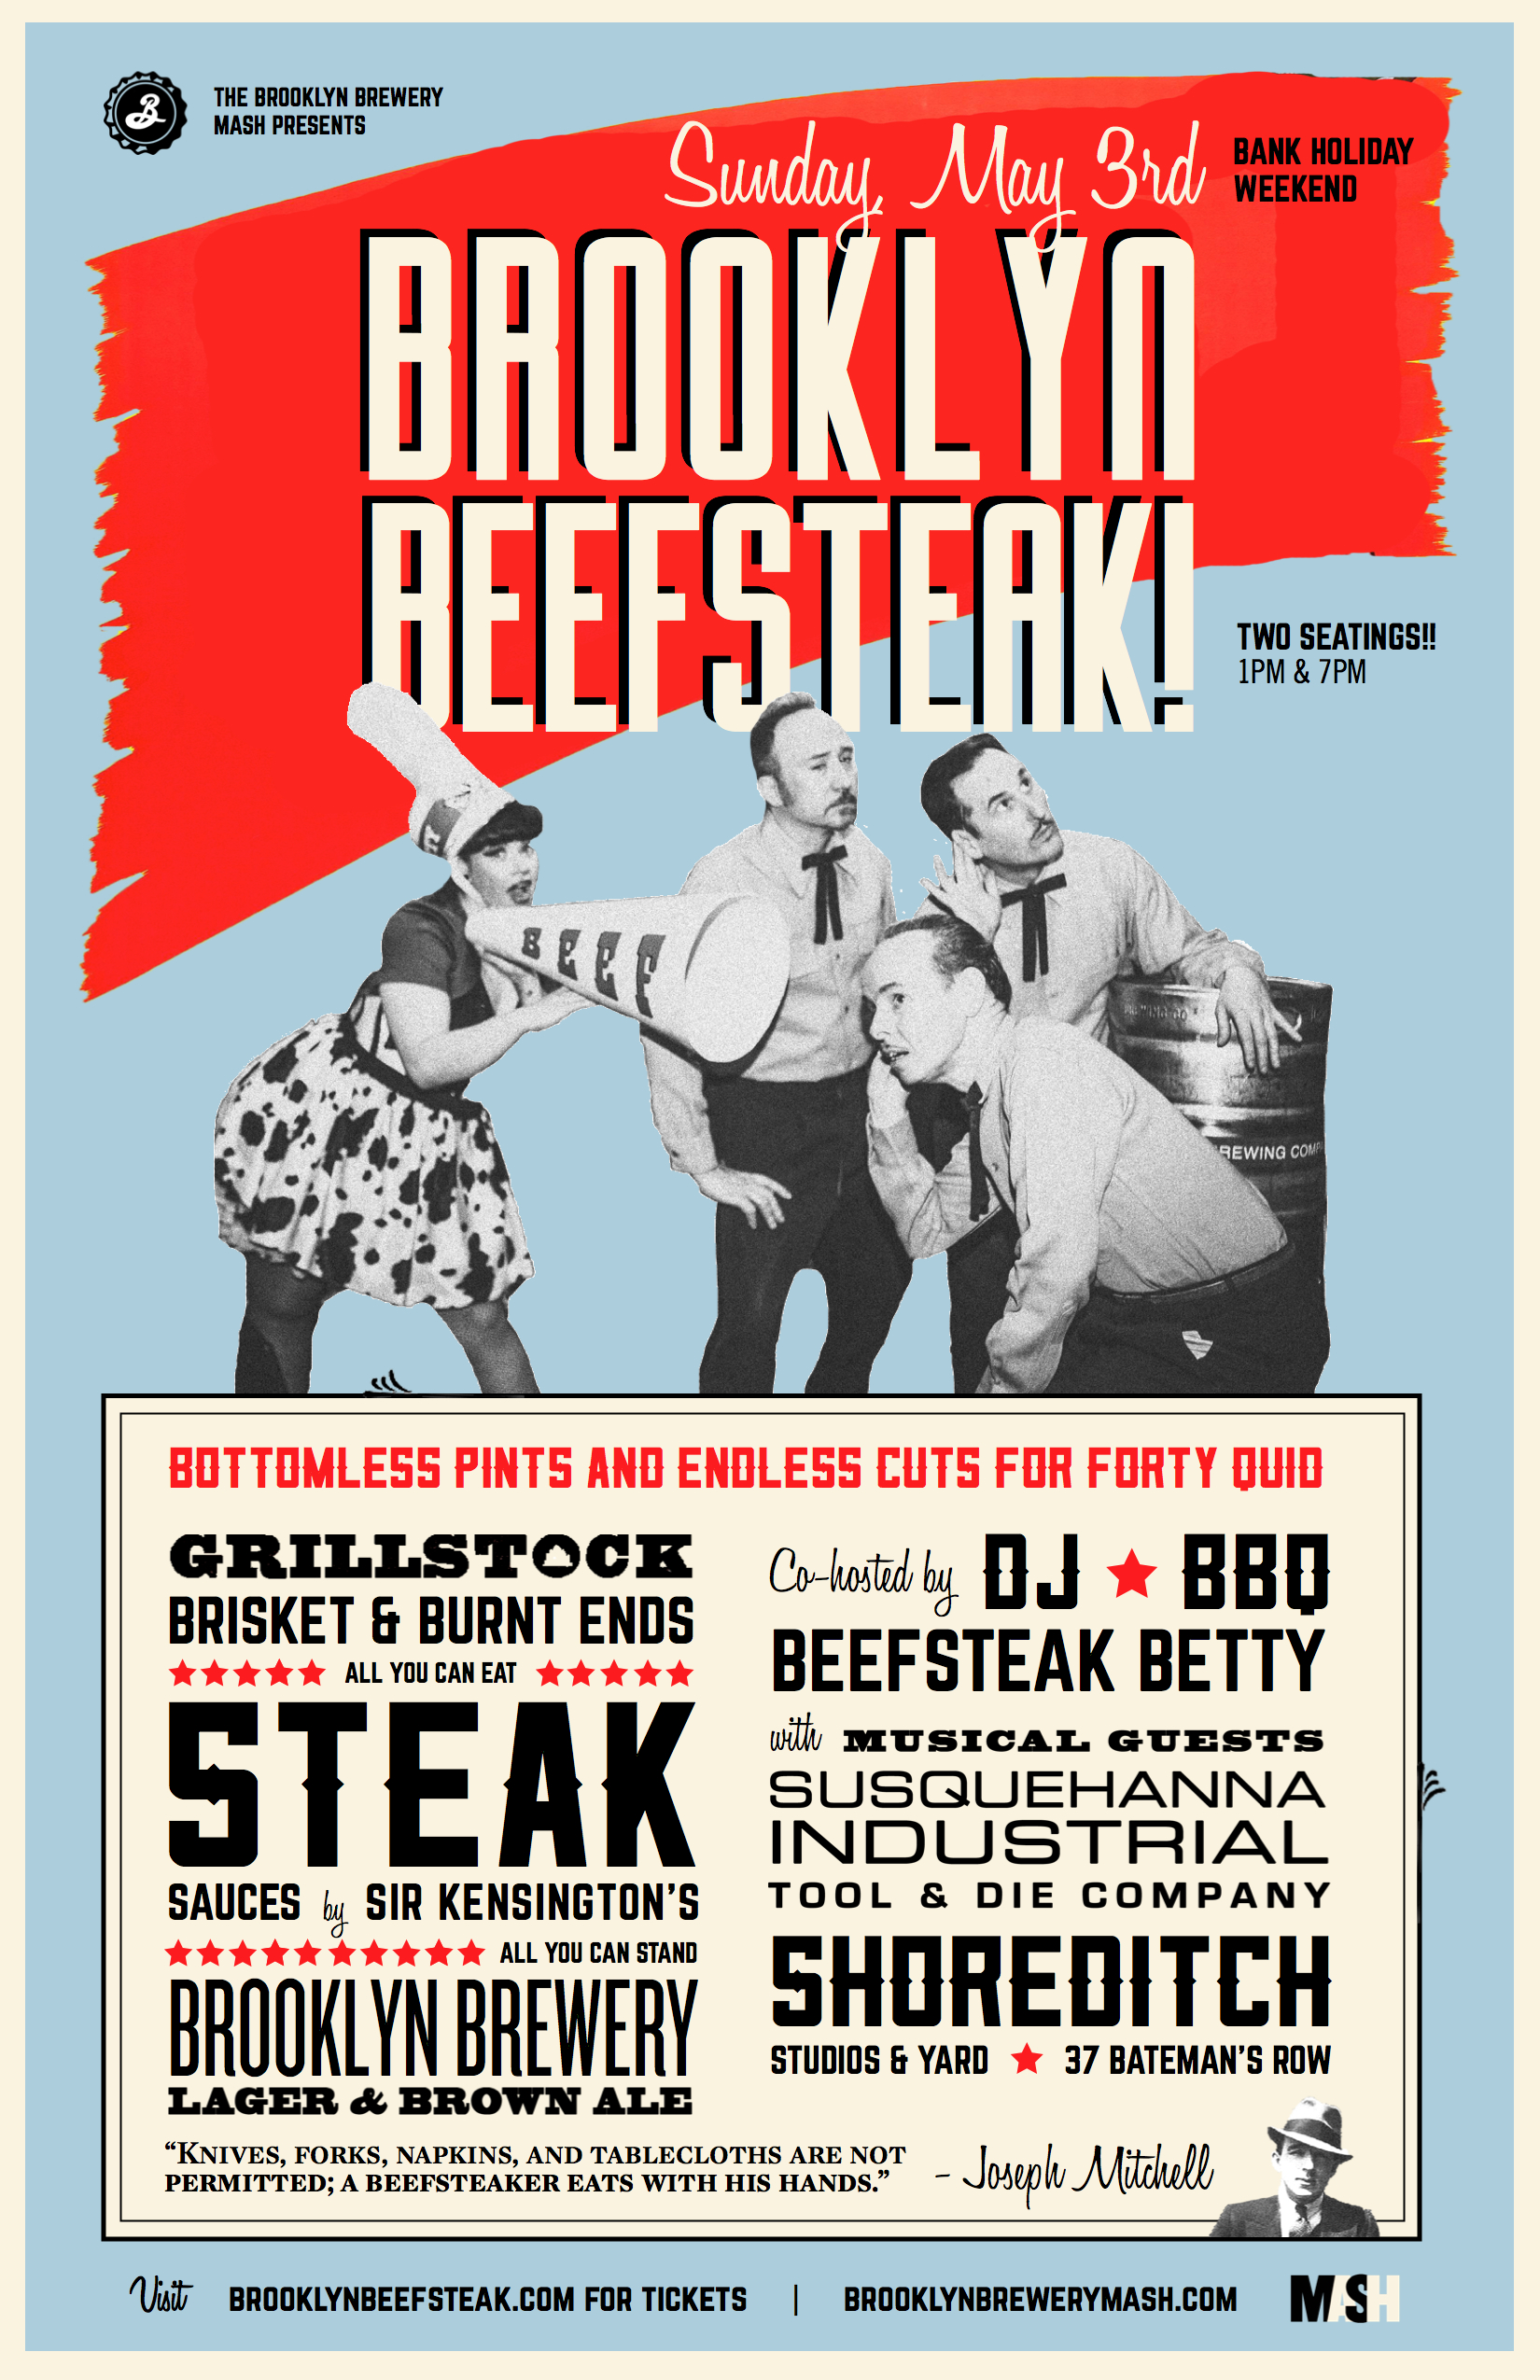 B
THE BROOKLYN BREWERY
MASH PRESENTS
Sunday, May 3rd
BANK HOLIDAY
WEEKEND
BROOKLYN
BEEFSTEAK!
TWO SEATINGS!!
1PM & 7PM
BEEF
REWING COMP
BOTTOMLESS PINTS AND ENDLESS CUTS FOR FORTY QUID
GRILLSTOCK
BRISKET & BURNT ENDS
ALL YOU CAN EAT
STEAK
SAUCES by SIR KENSINGTON'S
ALL YOU CAN STAND
BROOKLYN BREWERY
LAGER & BROWN ALE
Co-hosted by DJ ★ BBQ
BEEFSTEAK BETTY
with MUSICAL GUESTS
SUSQUEHANNA
INDUSTRIAL
TOOL & DIE COMPANY
SHOREDITCH
STUDIOS & YARD ★ 37 BATEMAN'S ROW
“KNIVES, FORKS, NAPKINS, AND TABLECLOTHS ARE NOT
PERMITTED; A BEEFSTEAKER EATS WITH HIS HANDS.”
- Joseph Mitchell
Visit BROOKLYNBEEFSTEAK.COM FOR TICKETS | BROOKLYNBREWERYMASH.COM
MASH